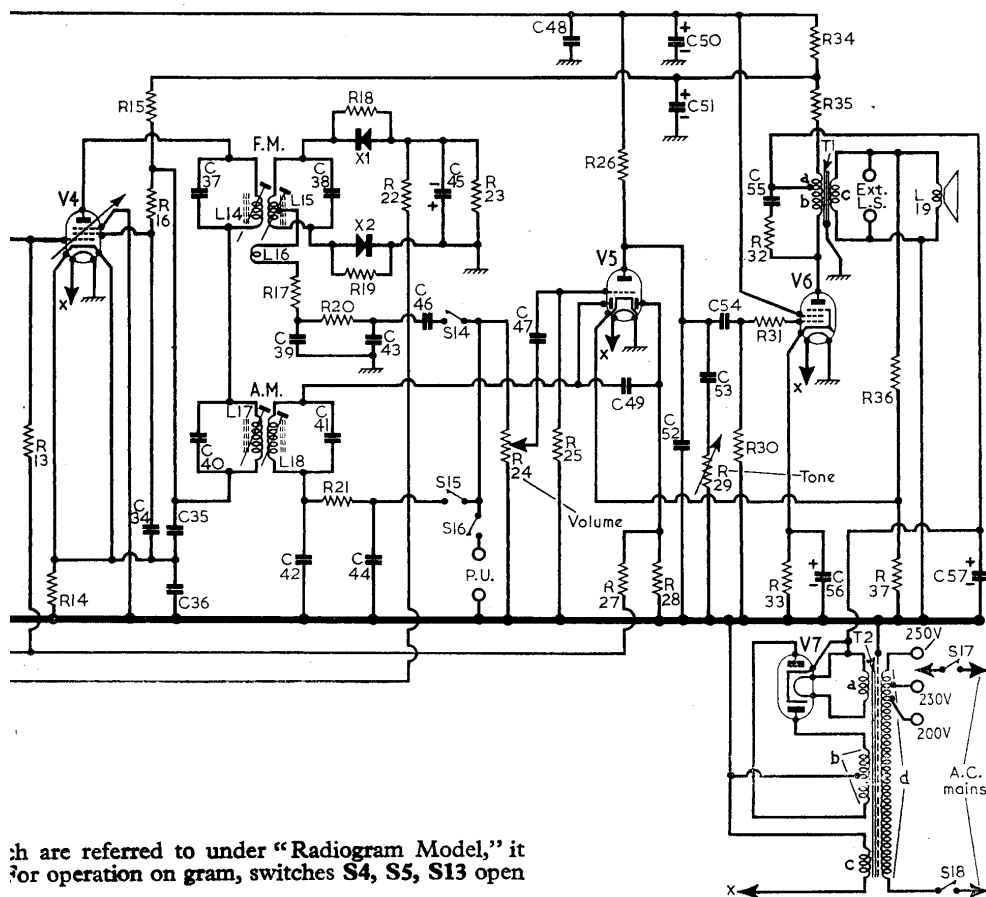 C48
C50
R34
R15
R18
C51
R35
F.M.
X1
R26
T1
V4
C 37
C 38
R 22
C 45
R 23
C 55
a
b
c
Ext. L.S.
L 19
R 16
L14
L15
X2
R 32
L16
V5
V6
R17
R19
X
R20
C 46
S14
C 47
C54
R31
C 39
C 43
X
X
C 53
R36
A.M.
C49
L17
C 41
R 13
C 40
L18
R 24
R 25
C 52
R 29
R30
Tone
R21
S15
Volume
C 34
C35
S16
C 42
C 44
P.U.
R14
C36
R 27
R 28
R 33
C 56
R 37
C57
V7
T2
250V
S17
a
230V
200V
b
d
A.C. mains
c
ch are referred to under “Radiogram Model,” it
For operation on gram, switches S4, S5, S13 open
X
S18